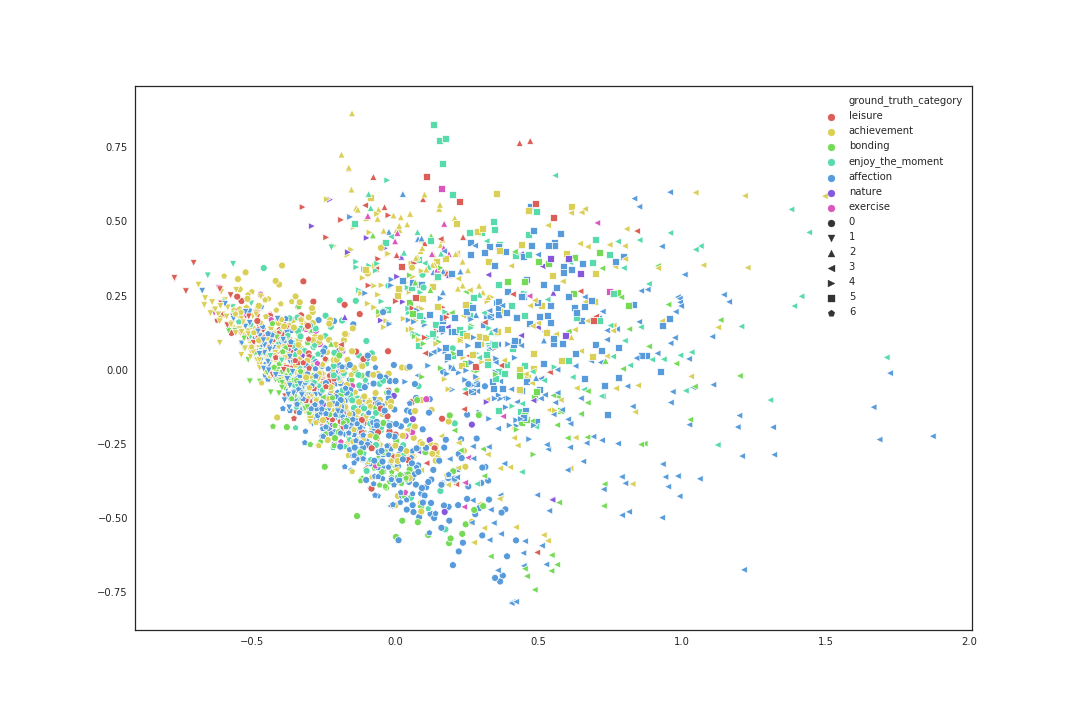 ground_truth_category
leisure
achievement
bonding
enjoy_the_moment
affection
nature
exercise
0
1
2
3
4
5
6
0.75
0.50
0.25
0.00
−0.25
−0.50
−0.75
−0.5
0.0
0.5
1.0
1.5
2.0